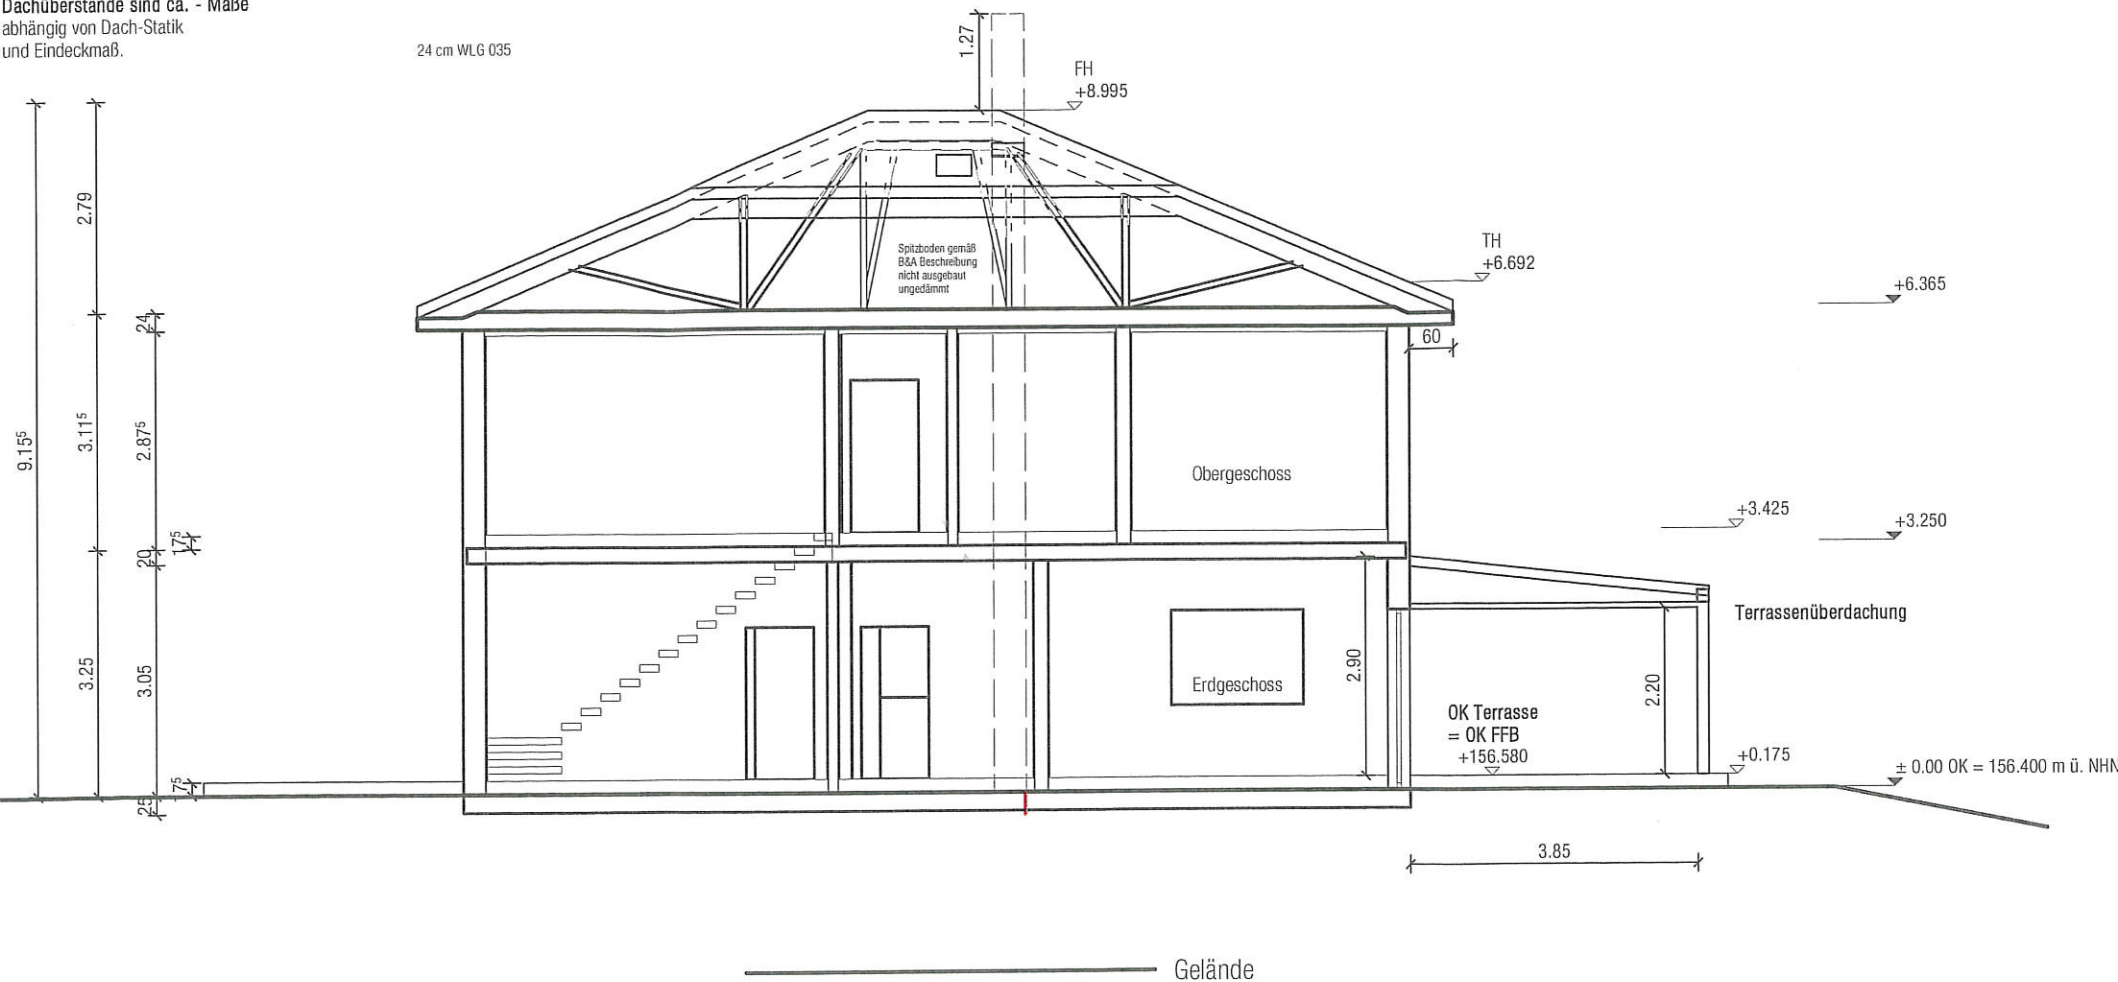 Dachüberstände sind ca. - Maße
abhängig von Dach-Statik
und Eindeckmaß.
24 cm WLG 035
1.27
FH
+8.995
2.79
Spitzboden gemäß
B&A Beschreibung
nicht ausgebaut
ungedämmt
TH
+6.692
+6.365
24
60
9.15⁵
3.11⁵
2.87⁵
Obergeschoss
+3.425
+3.250
20
17⁵
Terrassenüberdachung
3.25
3.05
2.90
Erdgeschoss
2.20
OK Terrasse
= OK FFB
+156.580
+0.175
± 0.00 OK = 156.400 m ü. NHN
25
3.85
Gelände